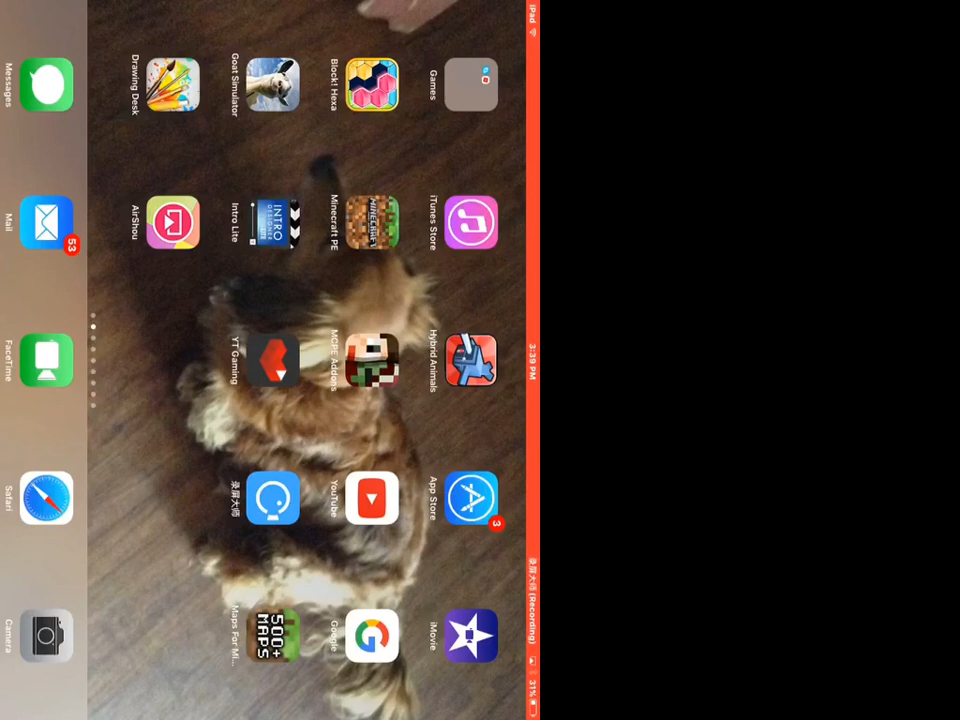 iPad
3:39 PM
录屏大师 (Recording)
31%
Games
iTunes Store
Hybrid Animals
App Store
3
iMovie
Block! Hexa
Minecraft PE
MINECRAFT
MCPE Addons
YouTube
Google
Goat Simulator
Intro Lite
INTRO
DESIGNER
YT Gaming
录屏大师
Maps For Mi...
500+
MAPS
Drawing Desk
AirShou
Messages
Mail
53
FaceTime
Safari
Camera